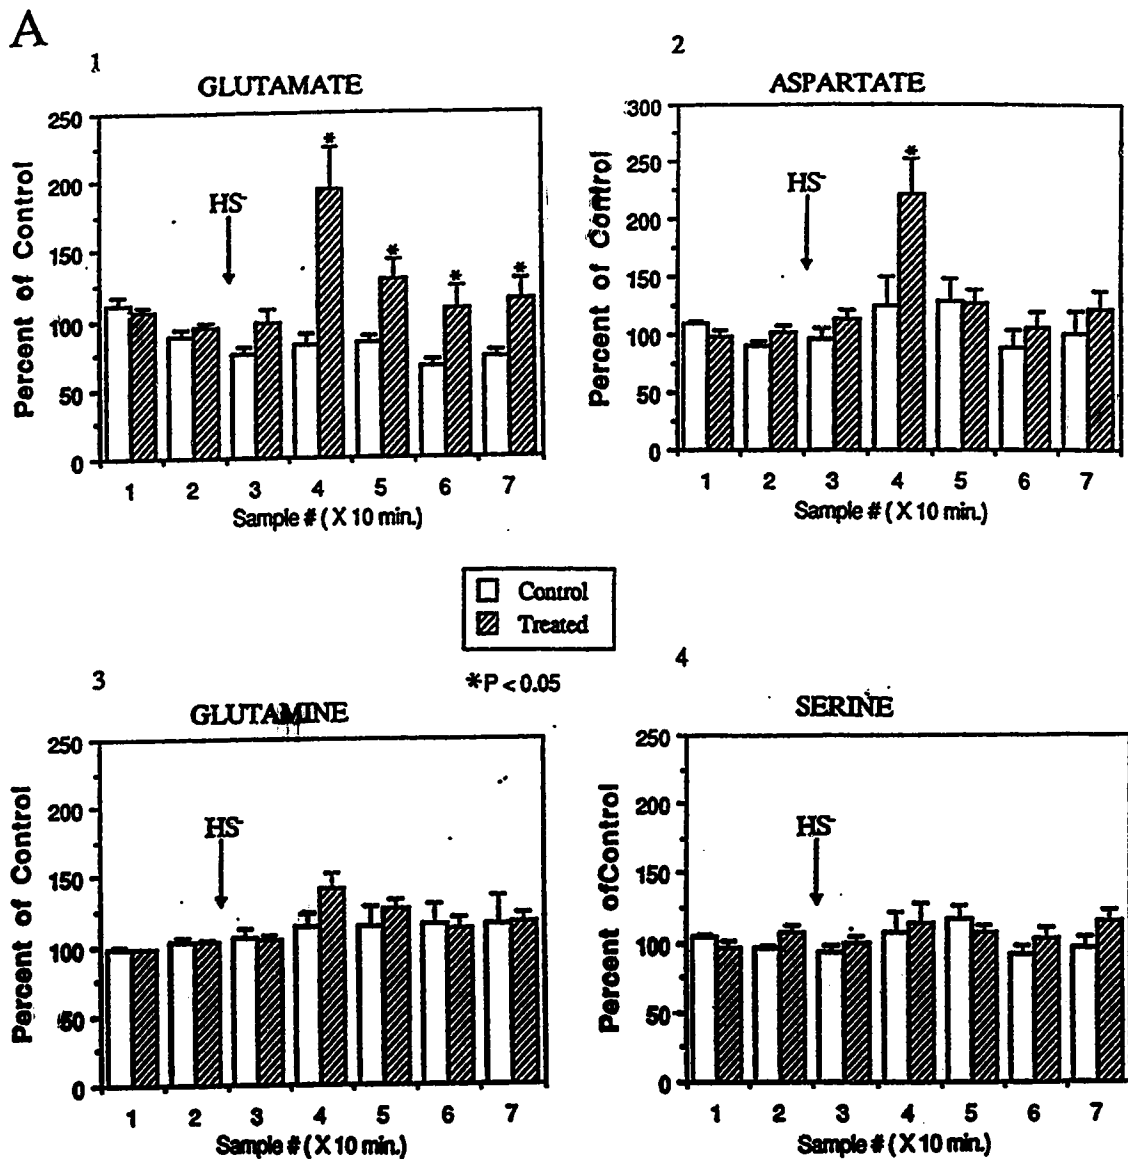 A
1
GLUTAMATE
Percent of Control
250
200
150
100
50
0
HS-
*
*
*
*
1 2 3 4 5 6 7
Sample # ( X 10 min.)
2
ASPARTATE
Percent of Control
300
250
200
150
100
50
0
HS-
*
1 2 3 4 5 6 7
Sample # ( X 10 min.)
Control
Treated
*P < 0.05
3
GLUTAMINE
Percent of Control
250
200
150
100
50
0
HS-
1 2 3 4 5 6 7
Sample # ( X 10 min.)
4
SERINE
Percent ofControl
250
200
150
100
50
0
HS-
1 2 3 4 5 6 7
Sample # ( X 10 min.)